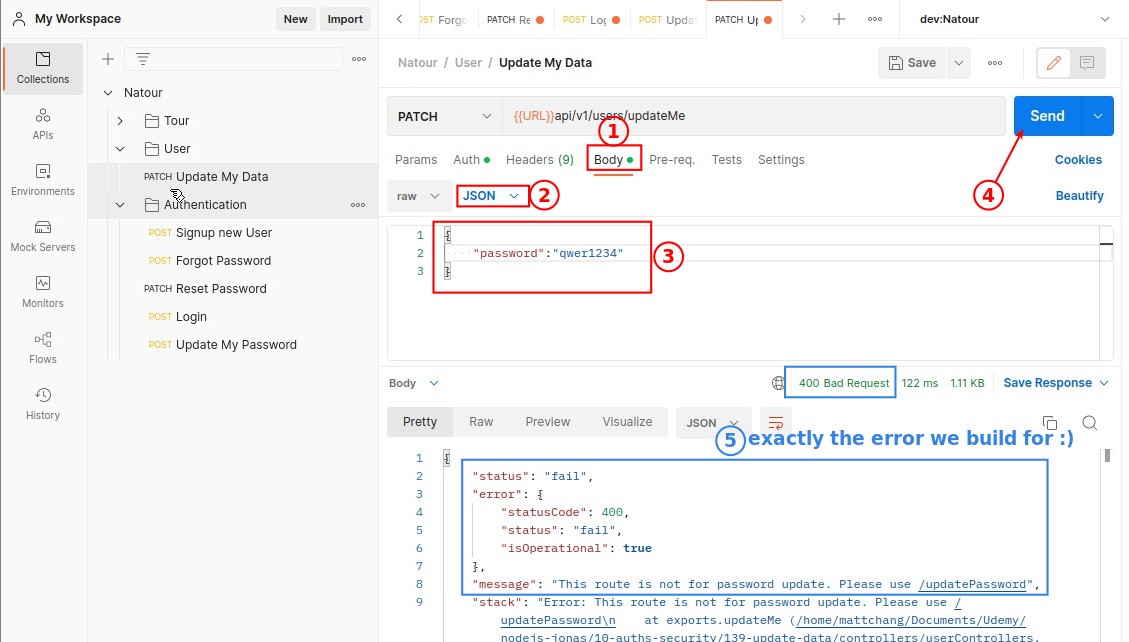 My Workspace
New
Import
OST Forgo
PATCH Re
POST Log
POST Updat
PATCH Up
dev:Natour
Collections
APIs
Environments
Mock Servers
Monitors
Flows
History
Natour
Tour
User
PATCH Update My Data
Authentication
POST Signup new User
POST Forgot Password
PATCH Reset Password
POST Login
POST Update My Password
Natour / User / Update My Data
Save
PATCH
{{URL}}api/v1/users/updateMe
Send
1
Params
Auth
Headers (9)
Body
Pre-req.
Tests
Settings
Cookies
raw
JSON
2
4
Beautify
1 {
2 ····"password":"qwer1234"
3 }
3
Body
400 Bad Request
122 ms
1.11 KB
Save Response
Pretty
Raw
Preview
Visualize
JSON
5 exactly the error we build for :)
1 {
2 "status": "fail",
3 "error": {
4 "statusCode": 400,
5 "status": "fail",
6 "isOperational": true
7 },
8 "message": "This route is not for password update. Please use /updatePassword",
9 "stack": "Error: This route is not for password update. Please use /
updatePassword\n    at exports.updateMe (/home/mattchang/Documents/Udemy/
nodejs-jonas/10-auths-security/139-update-data/controllers/userControllers.